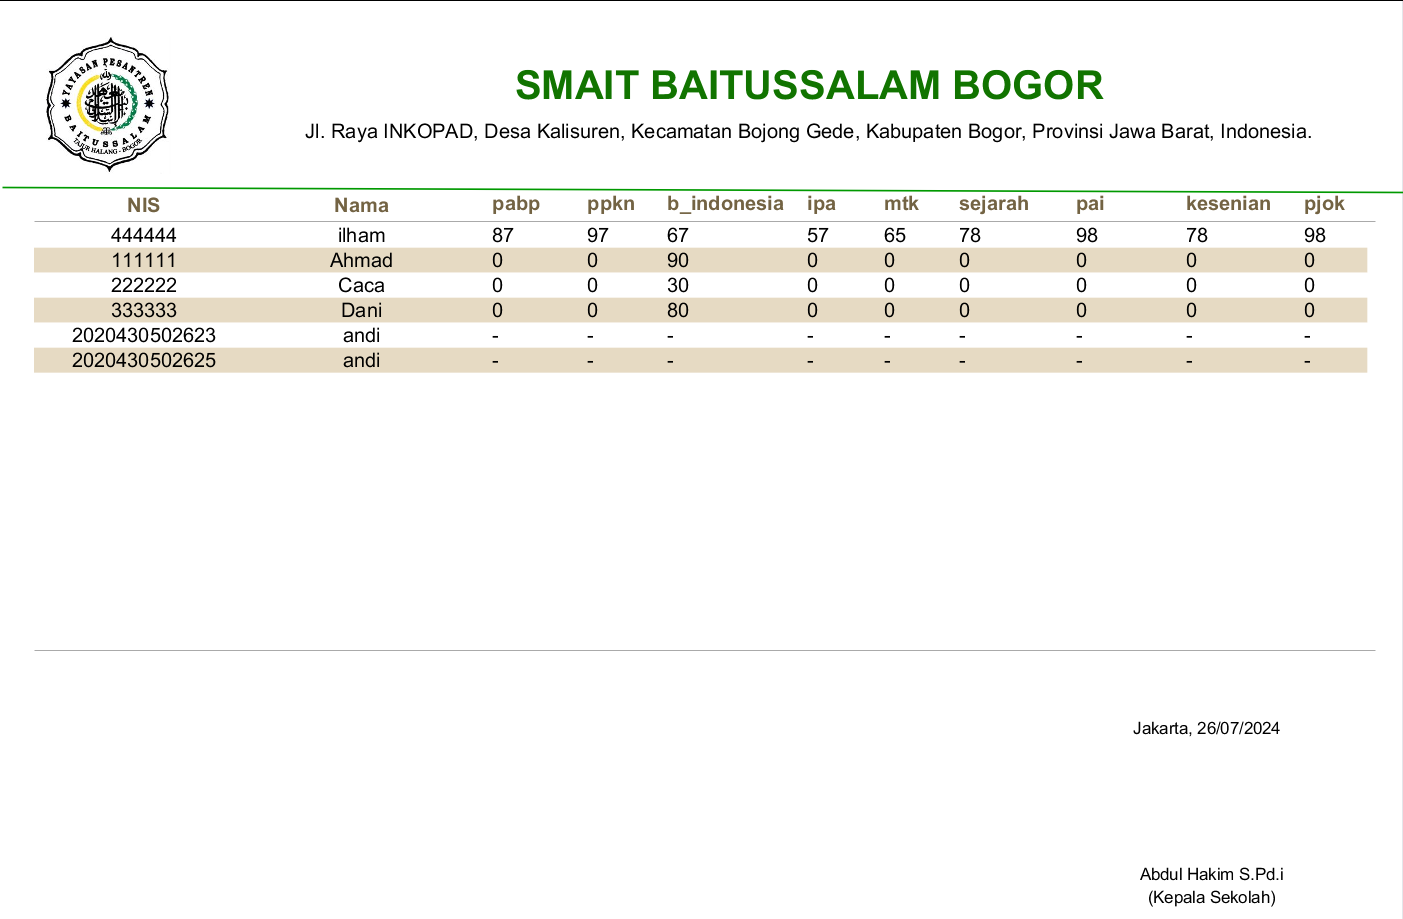 YAYASAN PESANTREN
BAITUSSALAM
TAJUR HALANG - BOGOR
SMAIT BAITUSSALAM BOGOR
Jl. Raya INKOPAD, Desa Kalisuren, Kecamatan Bojong Gede, Kabupaten Bogor, Provinsi Jawa Barat, Indonesia.
NIS Nama pabp ppkn b_indonesia ipa mtk sejarah pai kesenian pjok
444444 ilham 87 97 67 57 65 78 98 78 98
111111 Ahmad 0 0 90 0 0 0 0 0 0
222222 Caca 0 0 30 0 0 0 0 0 0
333333 Dani 0 0 80 0 0 0 0 0 0
2020430502623 andi - - - - - - - - -
2020430502625 andi - - - - - - - - -
Jakarta, 26/07/2024
Abdul Hakim S.Pd.i
(Kepala Sekolah)